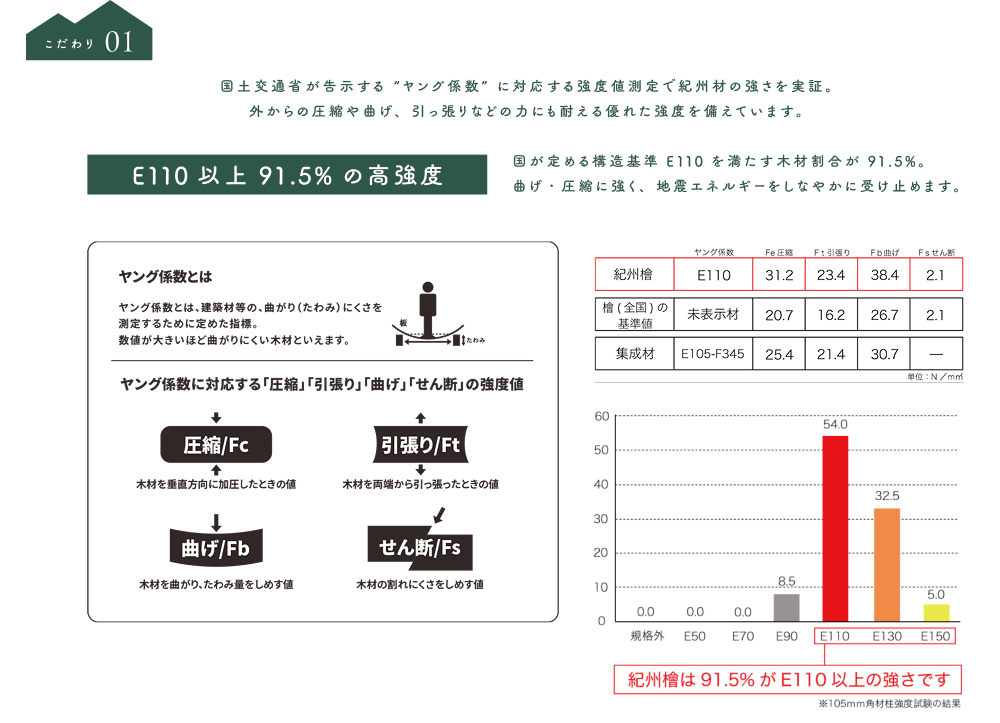 こだわり 01
国土交通省が告示する “ヤング係数” に対応する強度値測定で紀州材の強さを実証。
外からの圧縮や曲げ、引っ張りなどの力にも耐える優れた強度を備えています。
E110 以上 91.5% の高強度
国が定める構造基準 E110 を満たす木材割合が 91.5%。
曲げ・圧縮に強く、地震エネルギーをしなやかに受け止めます。
ヤング係数とは
ヤング係数とは、建築材等の、曲がり(たわみ)にくさを
測定するために定めた指標。
数値が大きいほど曲がりにくい木材といえます。
板
たわみ
ヤング係数に対応する「圧縮」「引張り」「曲げ」「せん断」の強度値
圧縮/Fc
木材を垂直方向に加圧したときの値
引張り/Ft
木材を両端から引っ張ったときの値
曲げ/Fb
木材を曲がり、たわみ量をしめす値
せん断/Fs
木材の割れにくさをしめす値
ヤング係数 Fe圧縮 Fｔ引張り Fｂ曲げ Fｓせん断
紀州檜 E110 31.2 23.4 38.4 2.1
檜(全国)の
基準値 未表示材 20.7 16.2 26.7 2.1
集成材 E105-F345 25.4 21.4 30.7 —
単位：N／m㎡
60
50
40
30
20
10
0
0.0 0.0 0.0 8.5 54.0 32.5 5.0
規格外 E50 E70 E90 E110 E130 E150
紀州檜は 91.5% が E110 以上の強さです
※105mm角材柱強度試験の結果